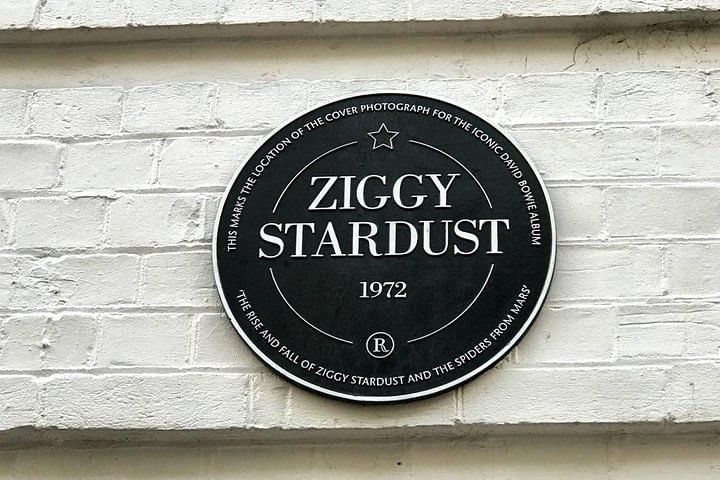 THIS MARKS THE LOCATION OF THE COVER PHOTOGRAPH FOR THE ICONIC DAVID BOWIE ALBUM
ZIGGY
STARDUST
1972
R
'THE RISE AND FALL OF ZIGGY STARDUST AND THE SPIDERS FROM MARS'